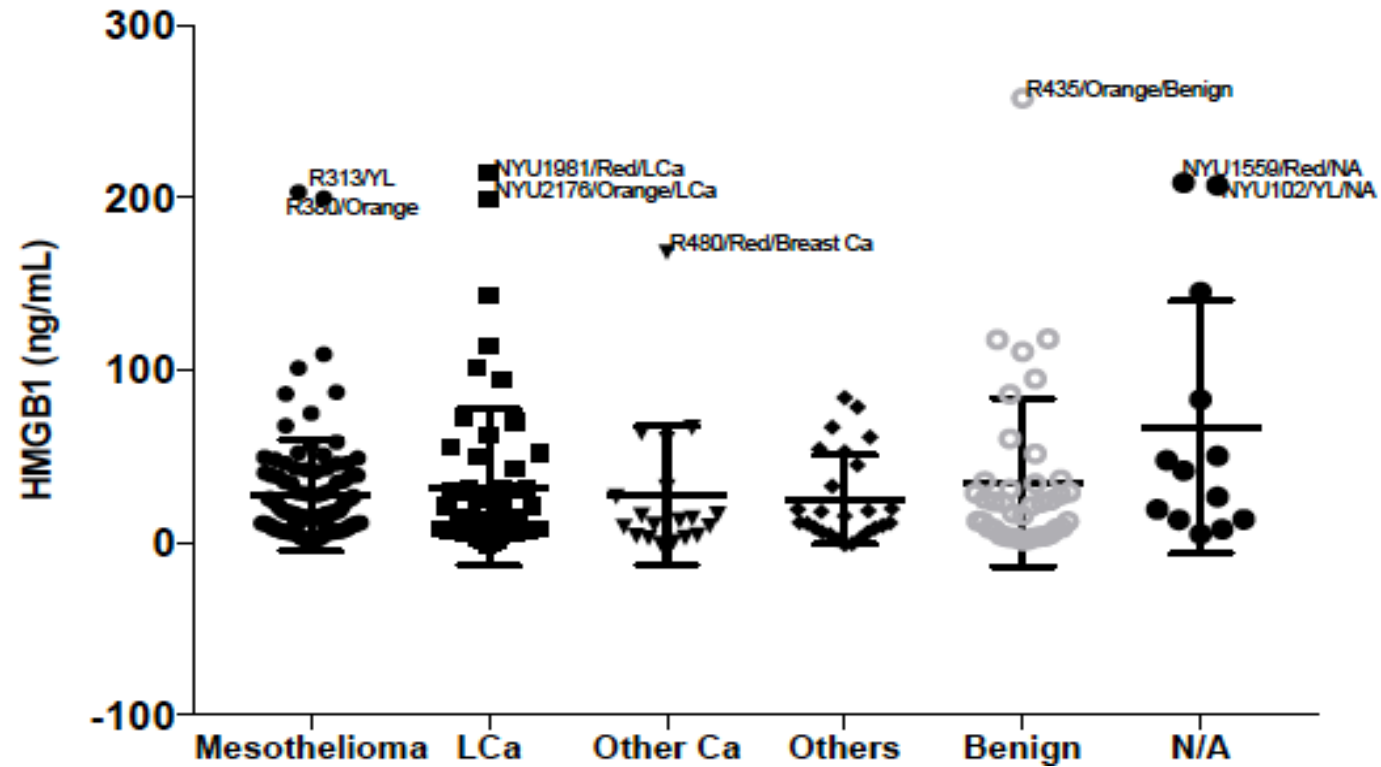 300
200
100
0
-100
HMGB1 (ng/mL)
R313/YL
R380/Orange
NYU1981/Red/LCa
NYU2176/Orange/LCa
R480/Red/Breast Ca
R435/Orange/Benign
NYU1559/Red/NA
NYU102/YL/NA
Mesothelioma LCa Other Ca Others Benign N/A